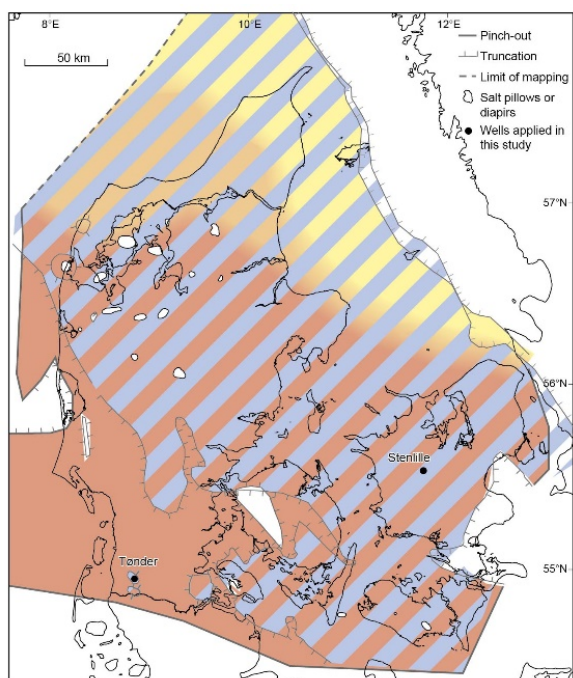 8°E
10°E
12°E
50 km
Pinch-out
Truncation
Limit of mapping
Salt pillows or
diapirs
Wells applied in
this study
57°N
56°N
Stenlille
55°N
Tønder